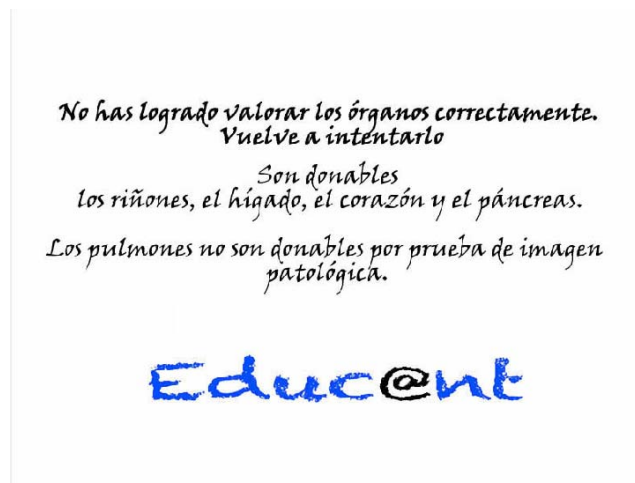 No has logrado valorar los órganos correctamente.
Vuelve a intentarlo
Son donables
los riñones, el hígado, el corazón y el páncreas.
Los pulmones no son donables por prueba de imagen
patológica.
Educ@nt